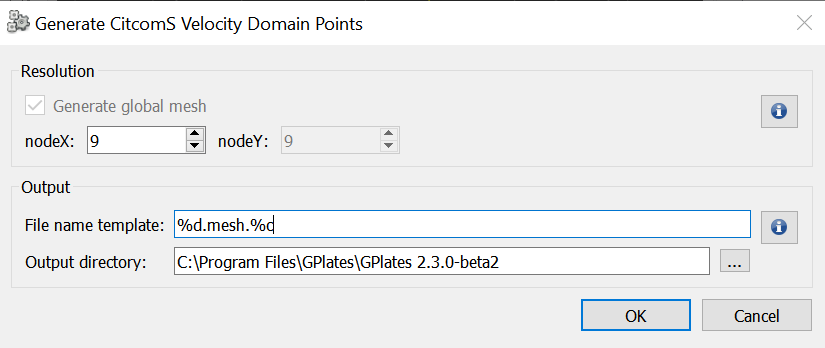 Generate CitcomS Velocity Domain Points
Resolution
Generate global mesh
nodeX: 9 nodeY: 9
Output
File name template: %d.mesh.%c
Output directory: C:\Program Files\GPlates\GPlates 2.3.0-beta2 ...
OK Cancel